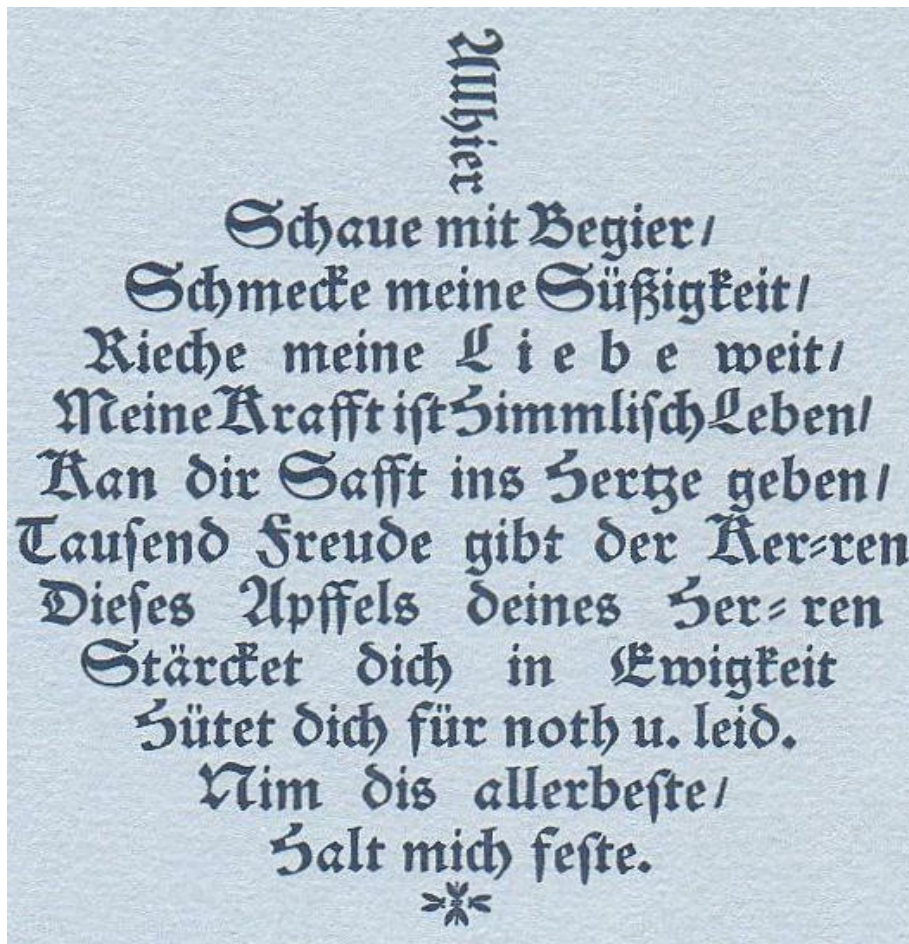 Allhier
Schaue mit Begier/
Schmecke meine Süßigkeit/
Rieche meine Liebe weit/
Meine Krafft ist Himmlisch Leben/
Kan dir Safft ins Hertze geben/
Tausend Freude gibt der Ker⸗ren
Dieses Apffels deines Her⸗ren
Stärcket dich in Ewigkeit
Hütet dich für noth u. leid.
Nim dis allerbeste/
Halt mich feste.